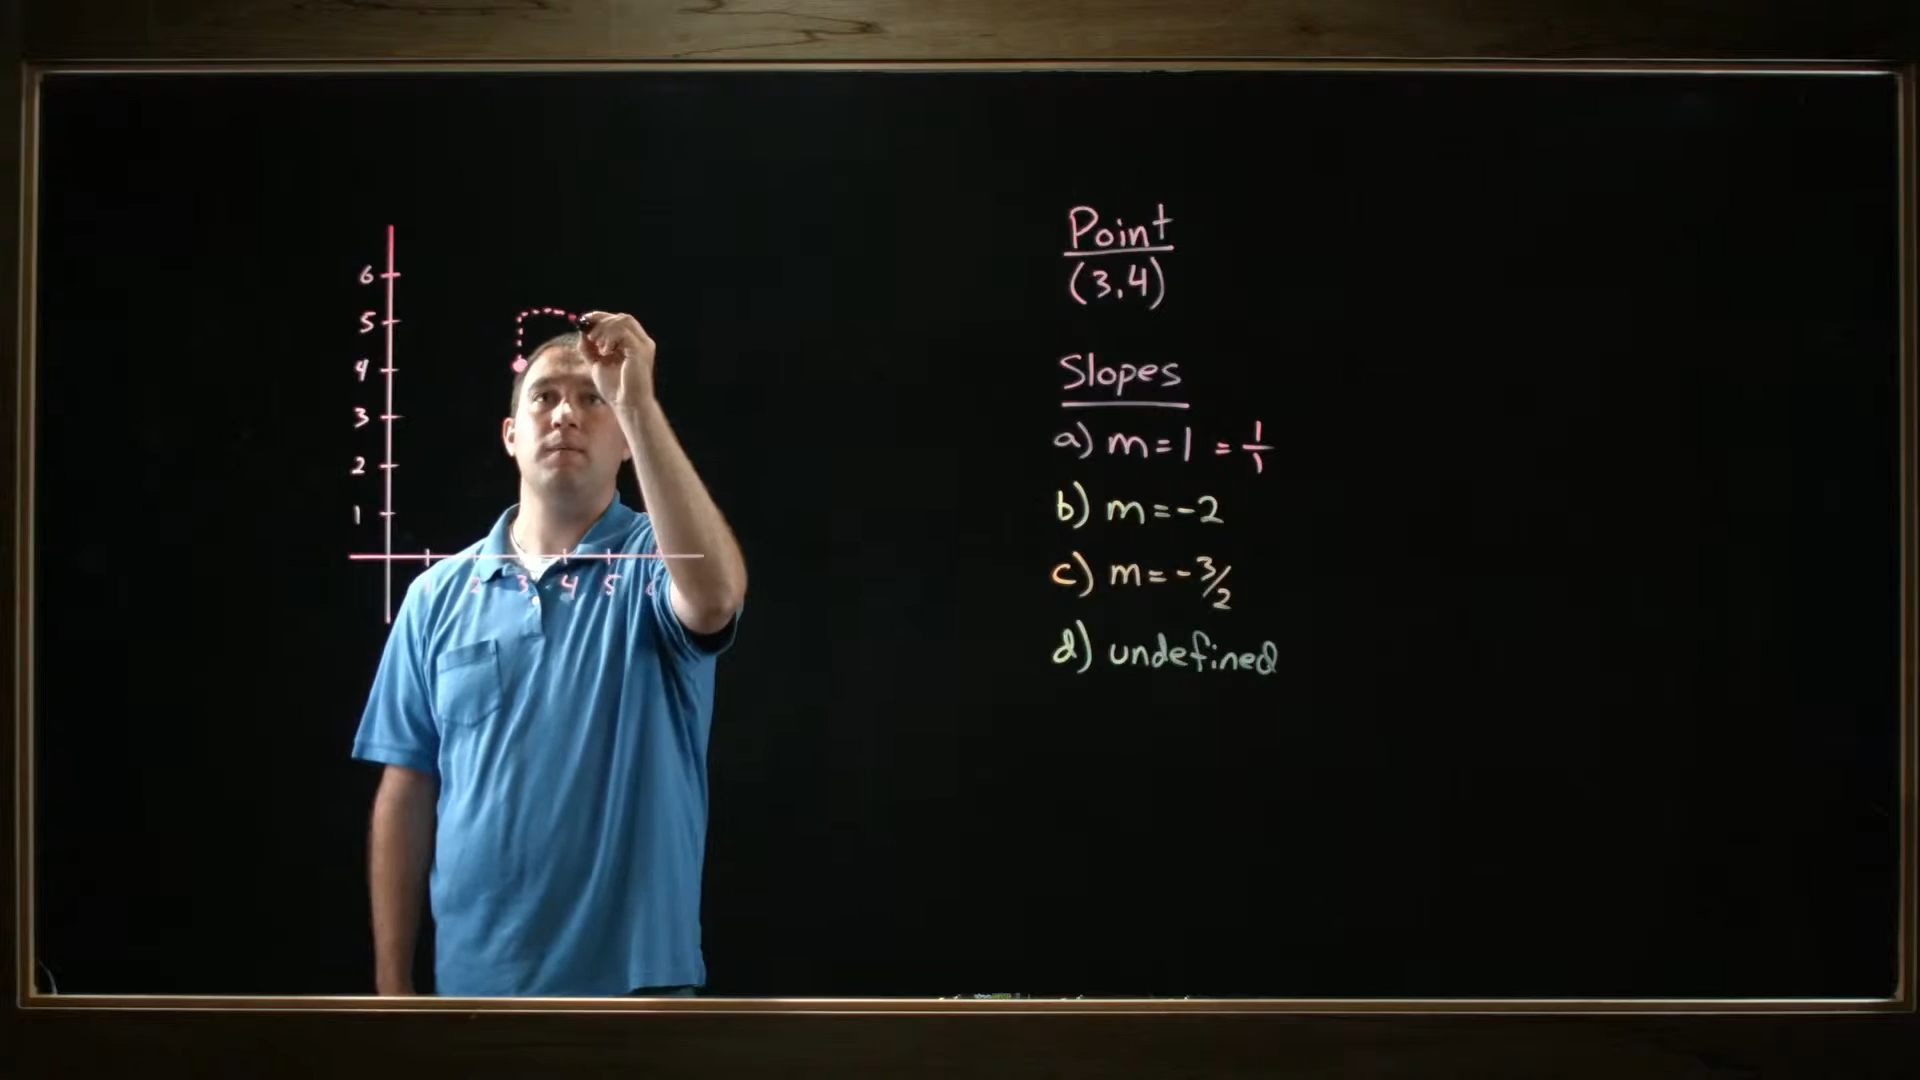 6
5
4
3
2
1
1 2 3 4 5 6
Point
(3,4)
Slopes
a) m = 1 = 1/1
b) m = -2
c) m = -3/2
d) undefined